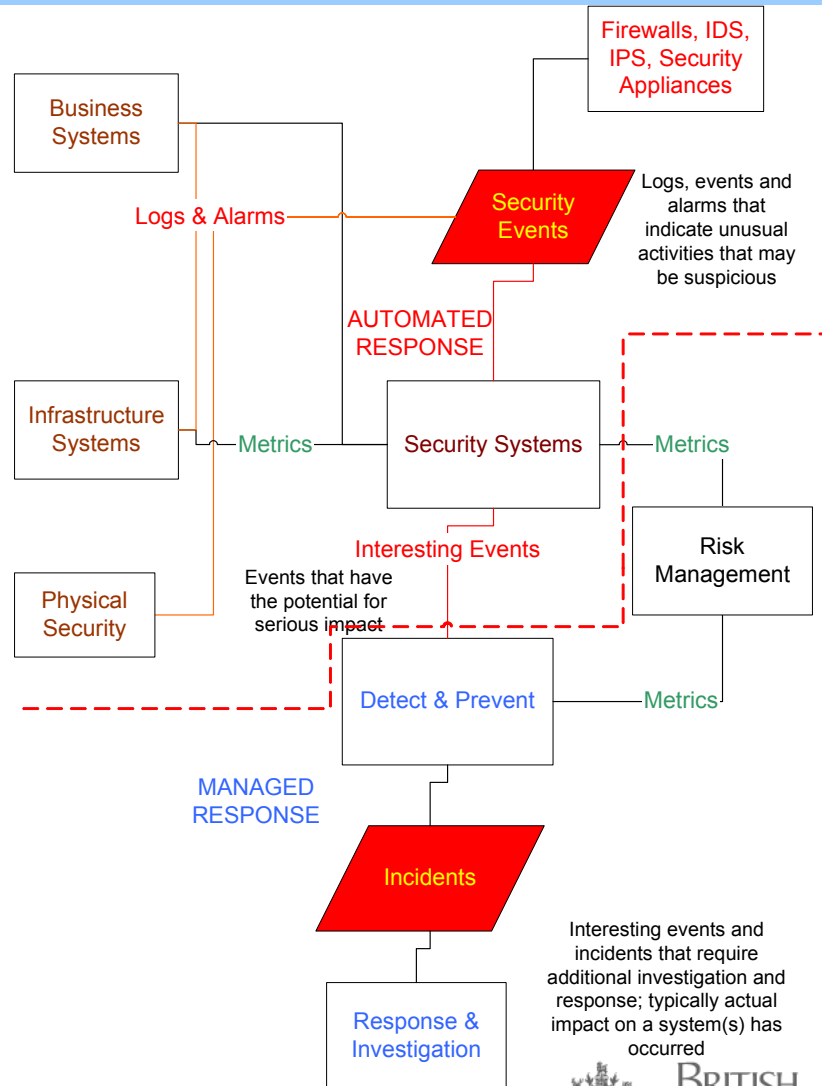 Firewalls, IDS,
IPS, Security
Appliances
Business
Systems
Logs & Alarms
Security
Events
Logs, events and
alarms that
indicate unusual
activities that may
be suspicious
AUTOMATED
RESPONSE
Infrastructure
Systems
Metrics
Security Systems
Metrics
Interesting Events
Events that have
the potential for
serious impact
Risk
Management
Physical
Security
Detect & Prevent
Metrics
MANAGED
RESPONSE
Incidents
Interesting events and
incidents that require
additional investigation and
response; typically actual
impact on a system(s) has
occurred
Response &
Investigation
BRITISH